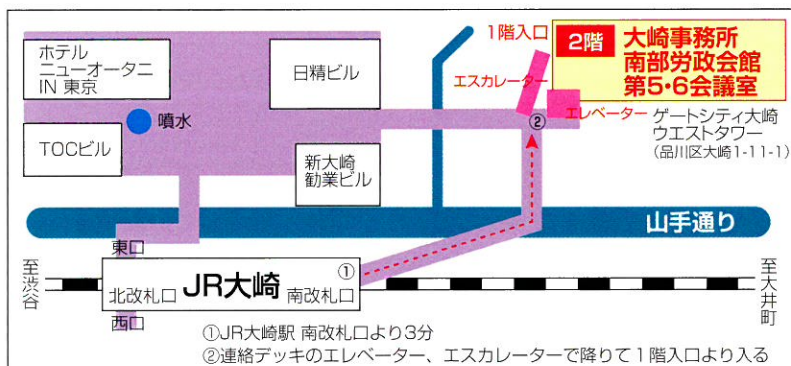 ホテル
ニューオータニ
IN 東京
日精ビル
1階入口
2階
大崎事務所
南部労政会館
第5・6会議室
エスカレーター
エレベーター
ゲートシティ大崎
ウエストタワー
(品川区大崎1-11-1)
噴水
②
TOCビル
新大崎
勧業ビル
山手通り
東口
至渋谷
北改札口
JR大崎
南改札口
①
至大井町
西口
①JR大崎駅 南改札口より3分
②連絡デッキのエレベーター、エスカレーターで降りて1階入口より入る